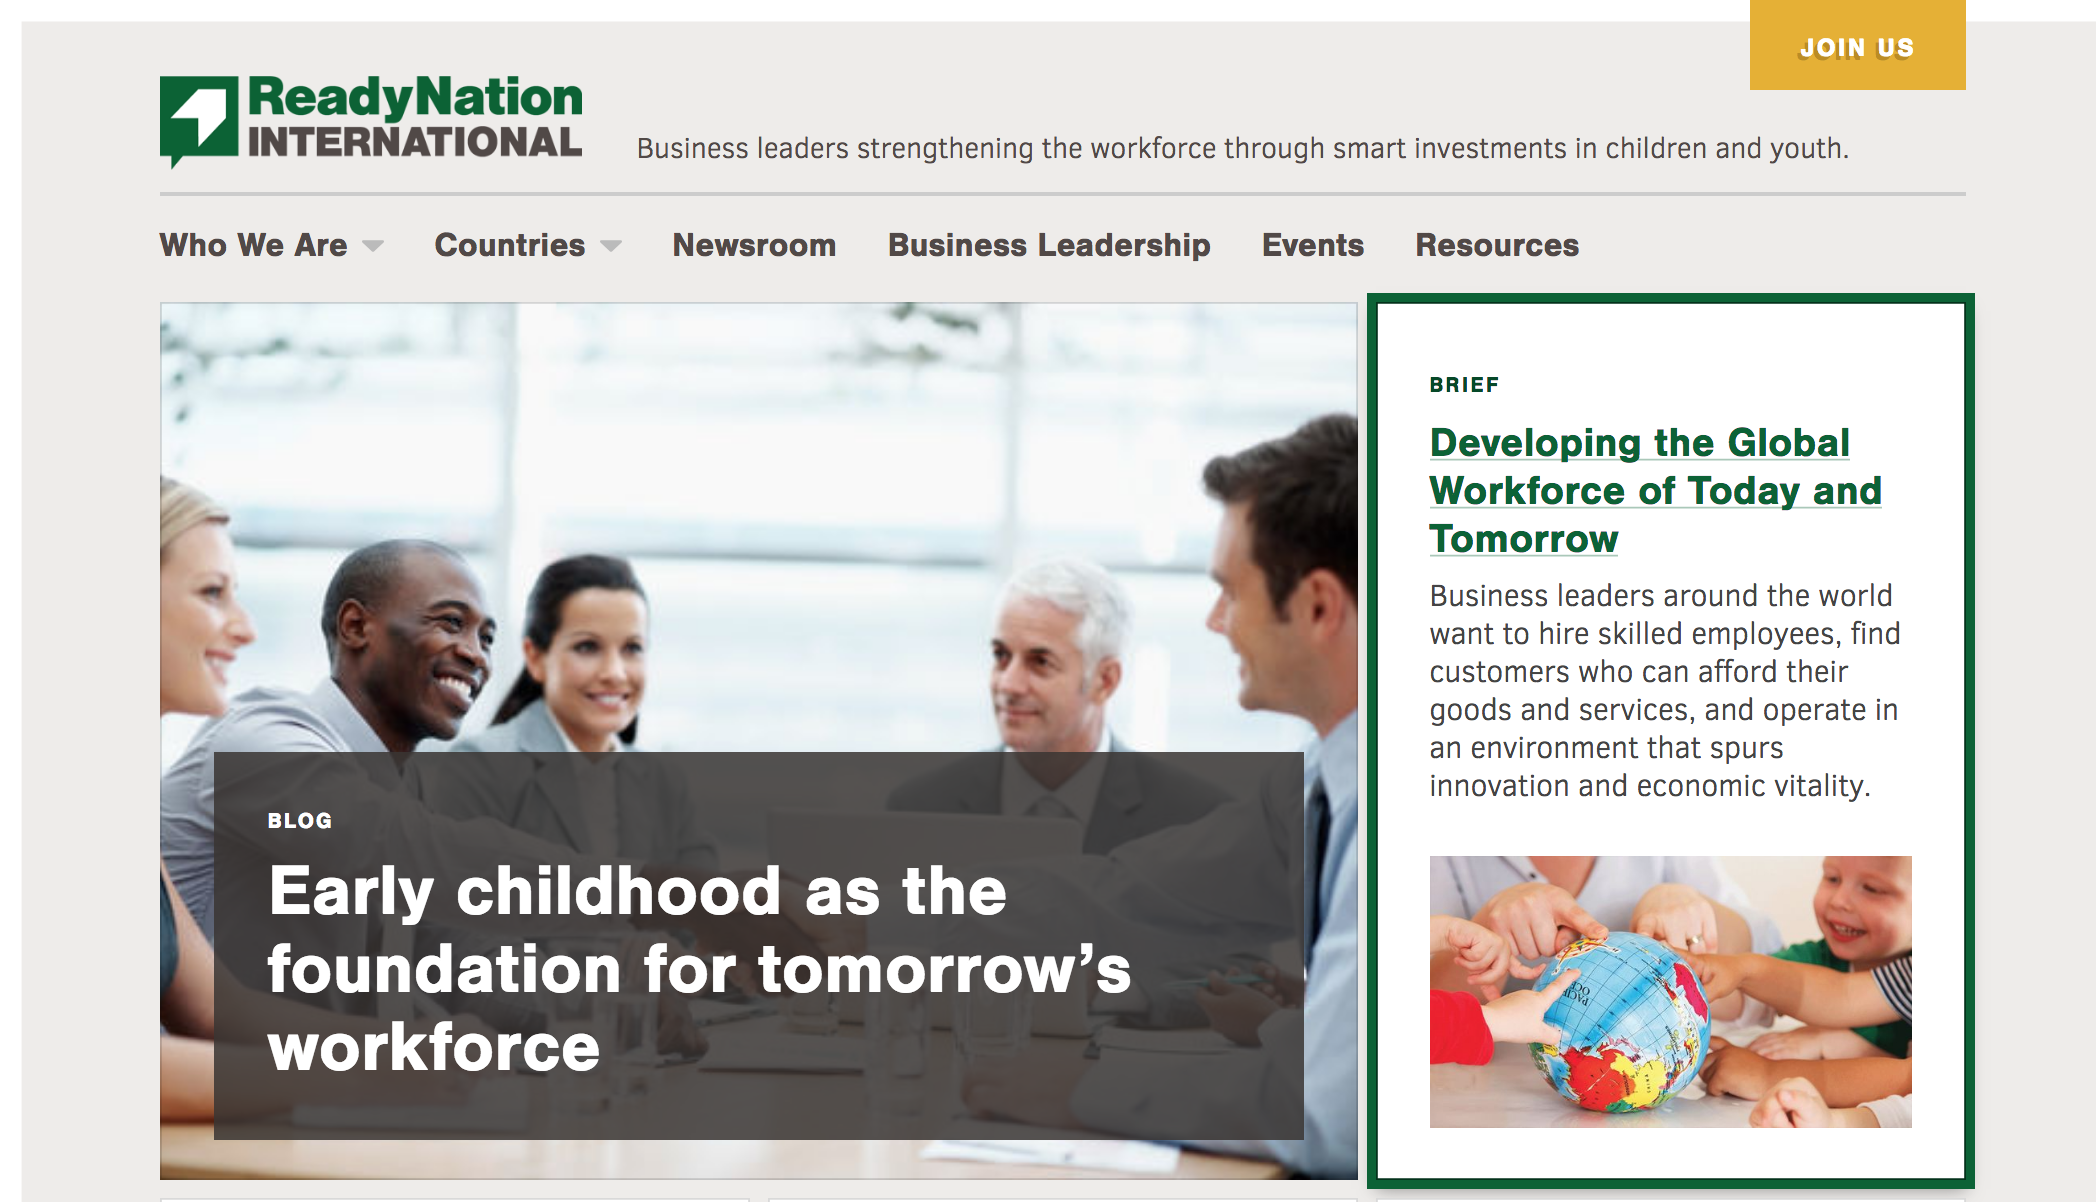 JOIN US
ReadyNation
INTERNATIONAL
Business leaders strengthening the workforce through smart investments in children and youth.
Who We Are Countries Newsroom Business Leadership Events Resources
BLOG
Early childhood as the
foundation for tomorrow’s
workforce
BRIEF
Developing the Global
Workforce of Today and
Tomorrow
Business leaders around the world
want to hire skilled employees, find
customers who can afford their
goods and services, and operate in
an environment that spurs
innovation and economic vitality.